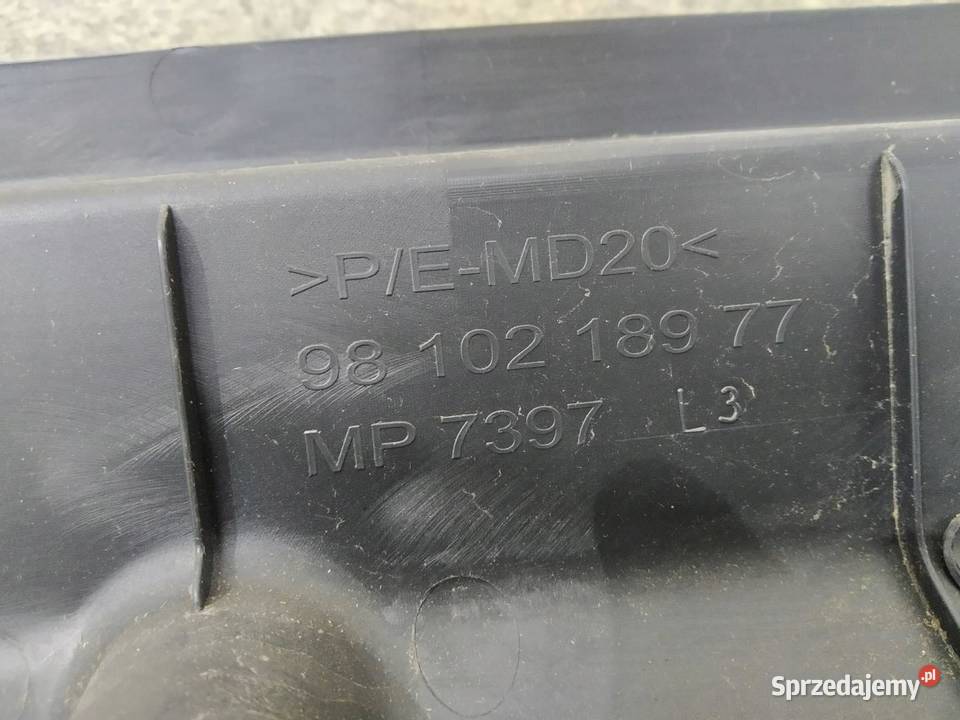 >P/E-MD20<
98 102 189 77
MP 7397 L3
Sprzedajemy.pl